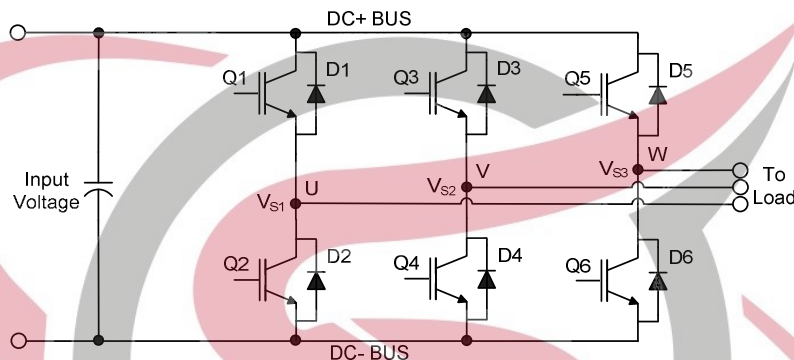 DC+ BUS
Q1
D1
Q3
D3
Q5
D5
Input
Voltage
VS1
U
VS2
V
VS3
W
To
Load
Q2
D2
Q4
D4
Q6
D6
DC- BUS